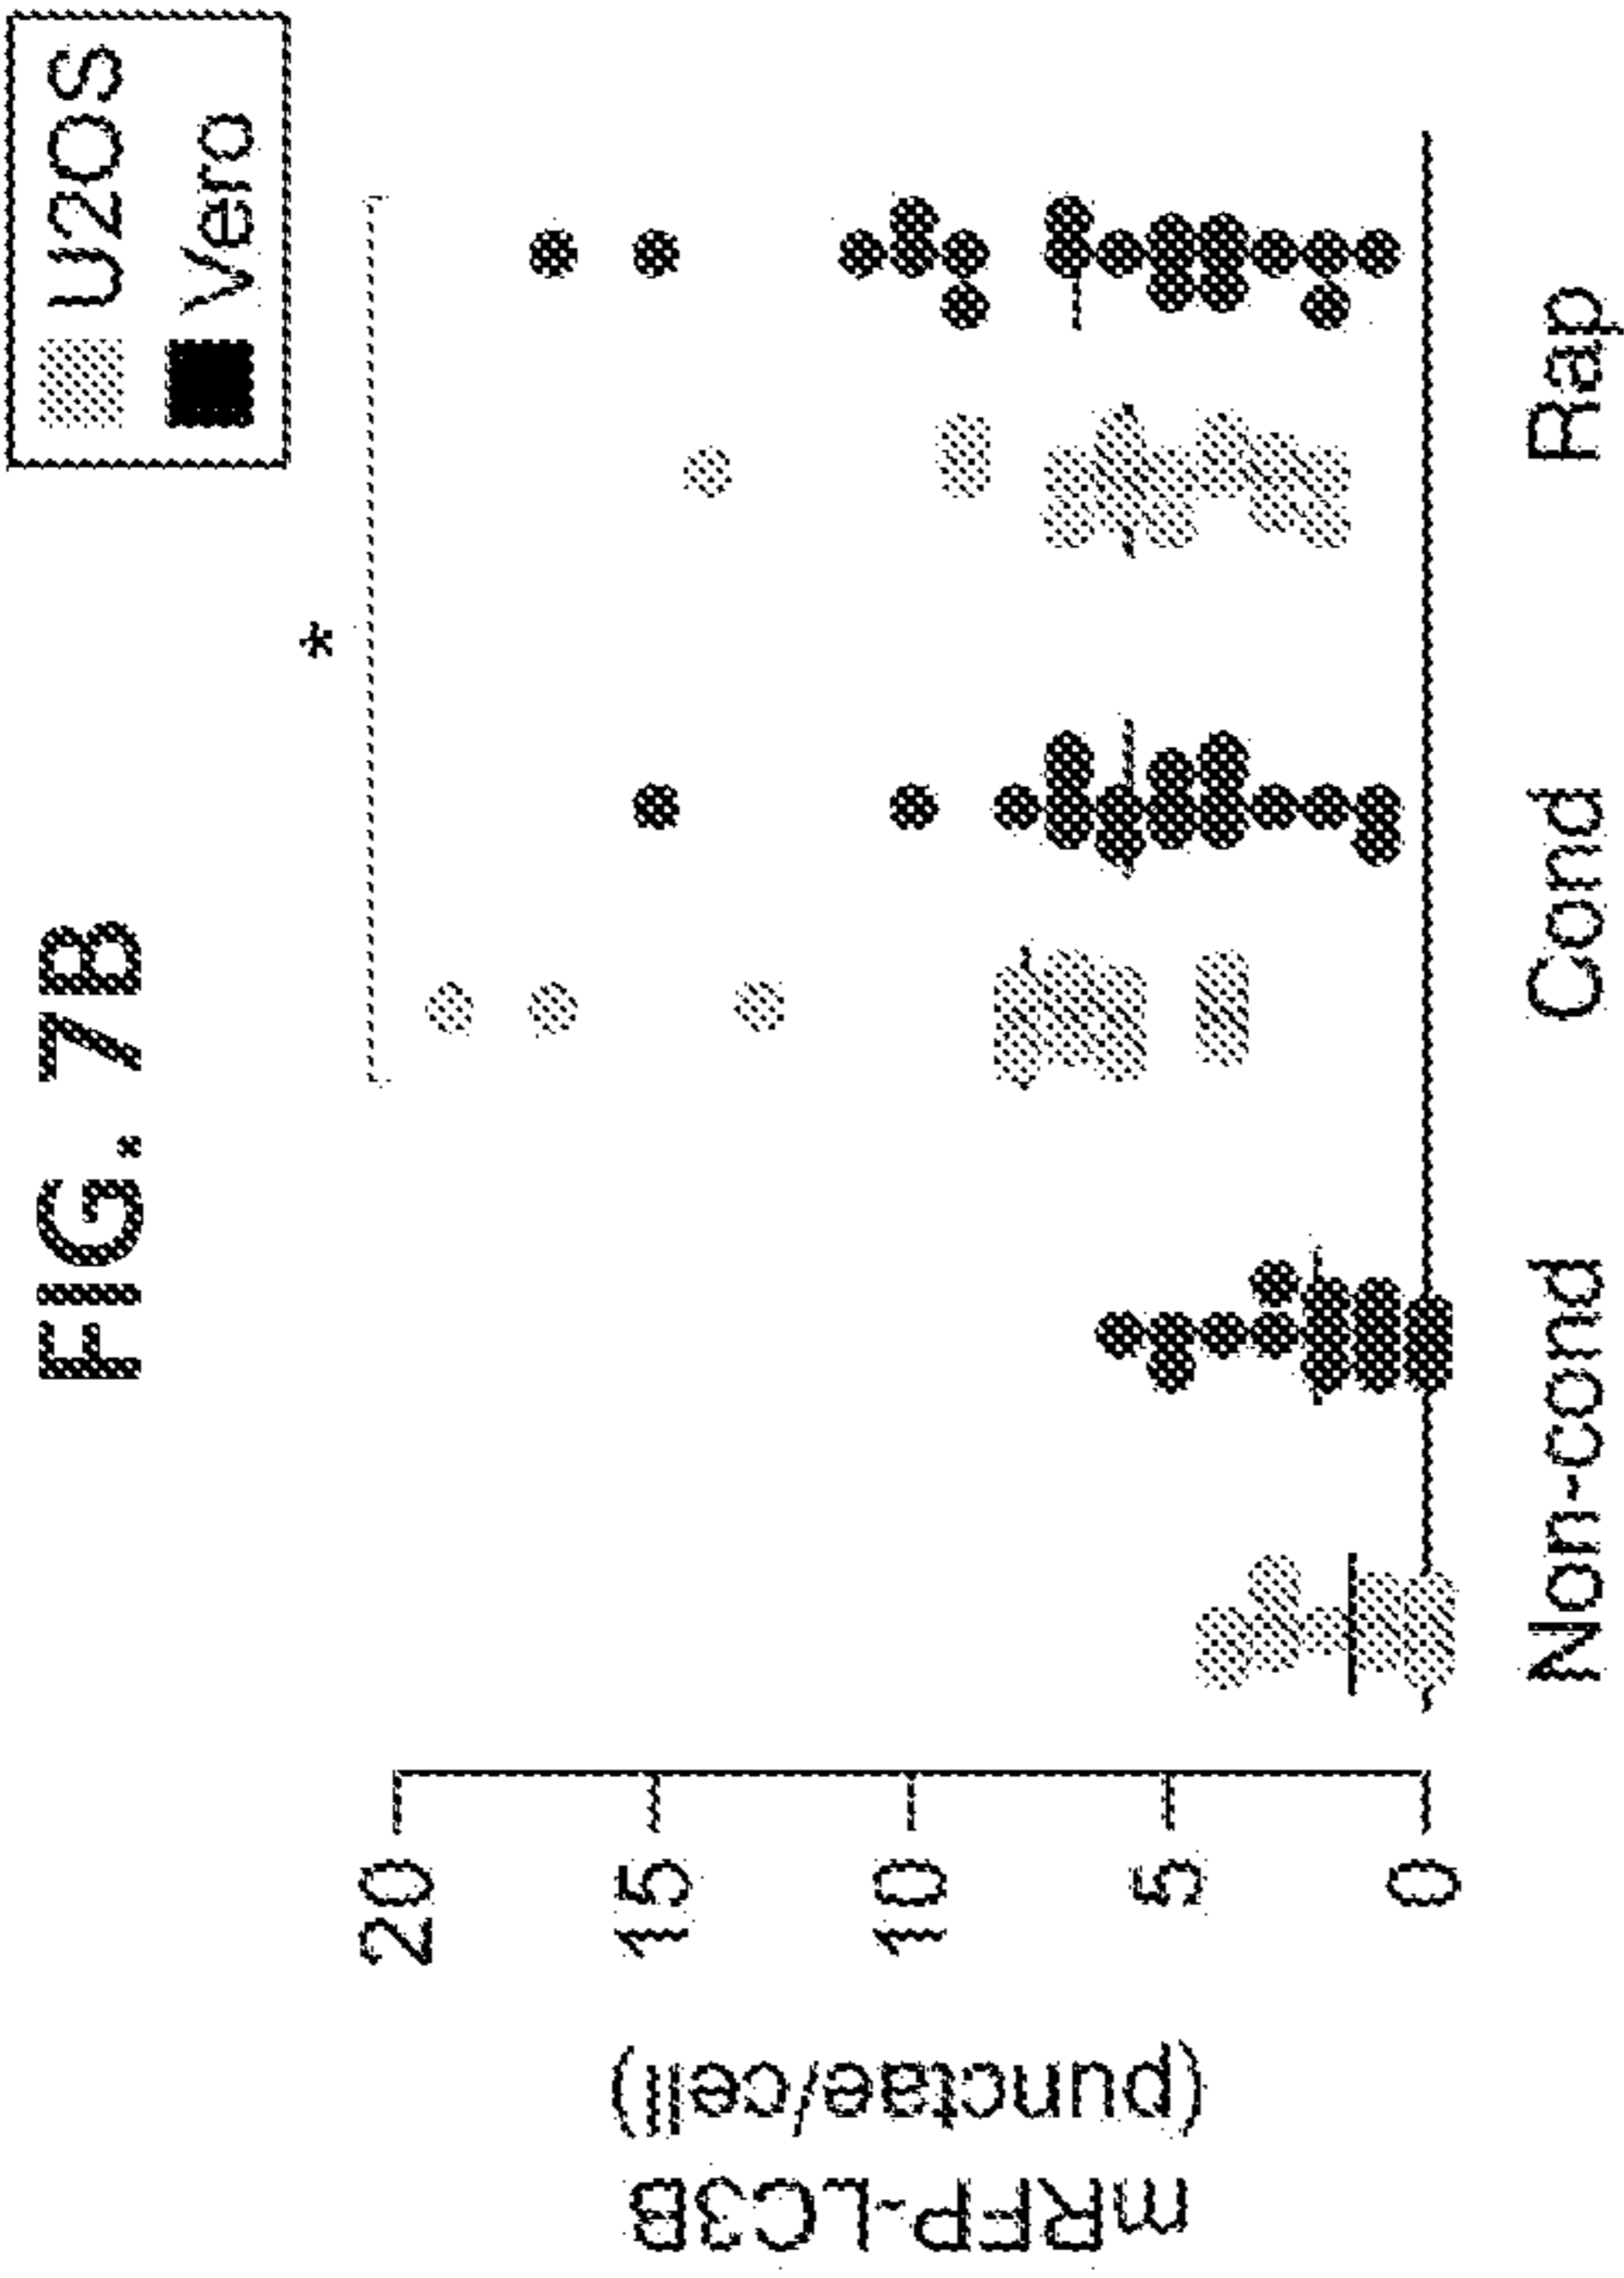 FIG. 7B
U2OS
Vero
*
mRFP-LC3B
(punctae/cell)
20
15
10
5
0
Non-cond
Cond
Rap